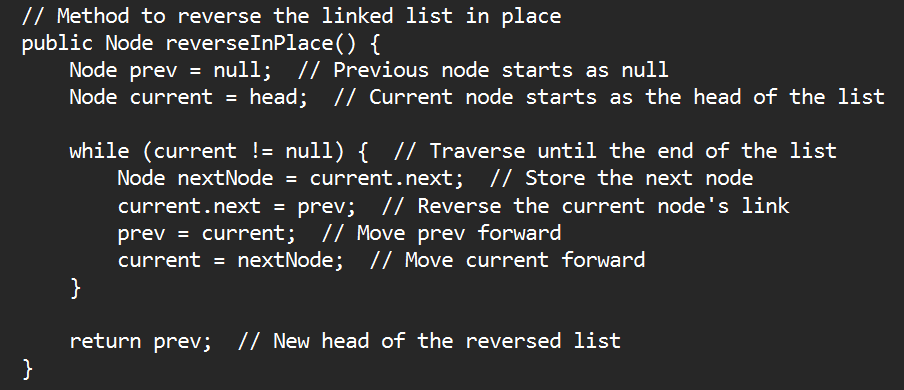 // Method to reverse the linked list in place
public Node reverseInPlace() {
    Node prev = null;  // Previous node starts as null
    Node current = head;  // Current node starts as the head of the list

    while (current != null) {  // Traverse until the end of the list
        Node nextNode = current.next;  // Store the next node
        current.next = prev;  // Reverse the current node's link
        prev = current;  // Move prev forward
        current = nextNode;  // Move current forward
    }

    return prev;  // New head of the reversed list
}